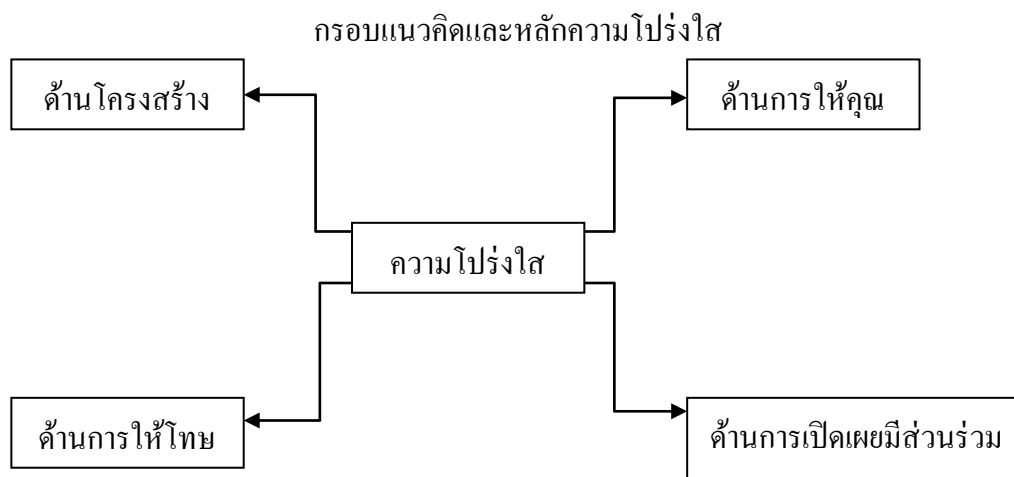 กรอบแนวคิดและหลักความโปร่งใส
ด้านโครงสร้าง
ด้านการให้คุณ
ความโปร่งใส
ด้านการให้โทษ
ด้านการเปิดเผยมีส่วนร่วม